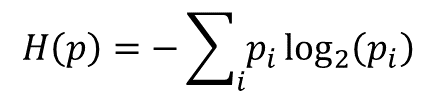 H(p) = − ∑ᵢ pᵢ log₂(pᵢ)